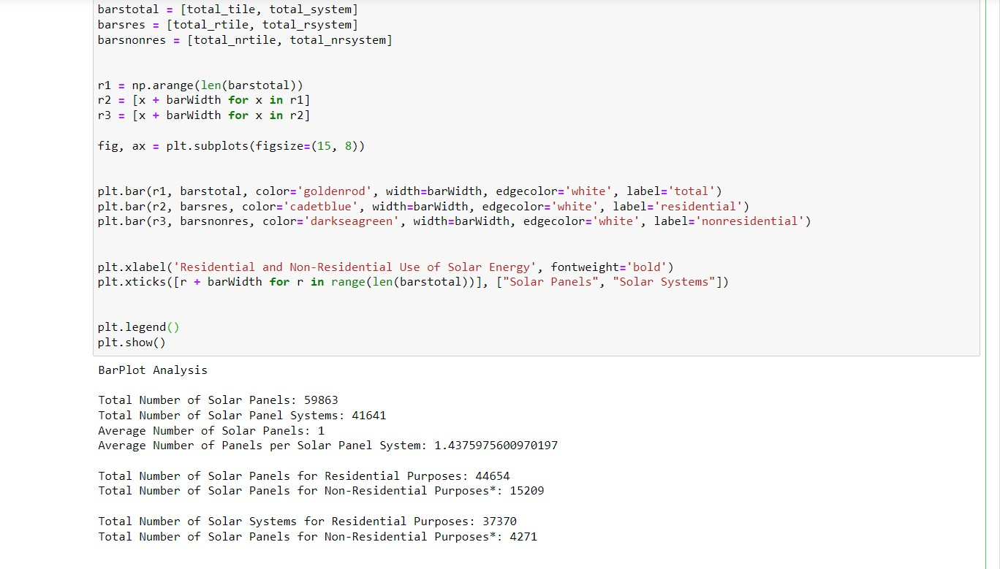 barstotal = [total_tile, total_system]
barsres = [total_rtile, total_rsystem]
barsnonres = [total_nrtile, total_nrsystem]
r1 = np.arange(len(barstotal))
r2 = [x + barWidth for x in r1]
r3 = [x + barWidth for x in r2]
fig, ax = plt.subplots(figsize=(15, 8))
plt.bar(r1, barstotal, color='goldenrod', width=barWidth, edgecolor='white', label='total')
plt.bar(r2, barsres, color='cadetblue', width=barWidth, edgecolor='white', label='residential')
plt.bar(r3, barsnonres, color='darkseagreen', width=barWidth, edgecolor='white', label='nonresidential')
plt.xlabel('Residential and Non-Residential Use of Solar Energy', fontweight='bold')
plt.xticks([r + barWidth for r in range(len(barstotal))], ["Solar Panels", "Solar Systems"])
plt.legend()
plt.show()
BarPlot Analysis
Total Number of Solar Panels: 59863
Total Number of Solar Panel Systems: 41641
Average Number of Solar Panels: 1
Average Number of Panels per Solar Panel System: 1.4375975600970197
Total Number of Solar Panels for Residential Purposes: 44654
Total Number of Solar Panels for Non-Residential Purposes*: 15209
Total Number of Solar Systems for Residential Purposes: 37370
Total Number of Solar Panels for Non-Residential Purposes*: 4271